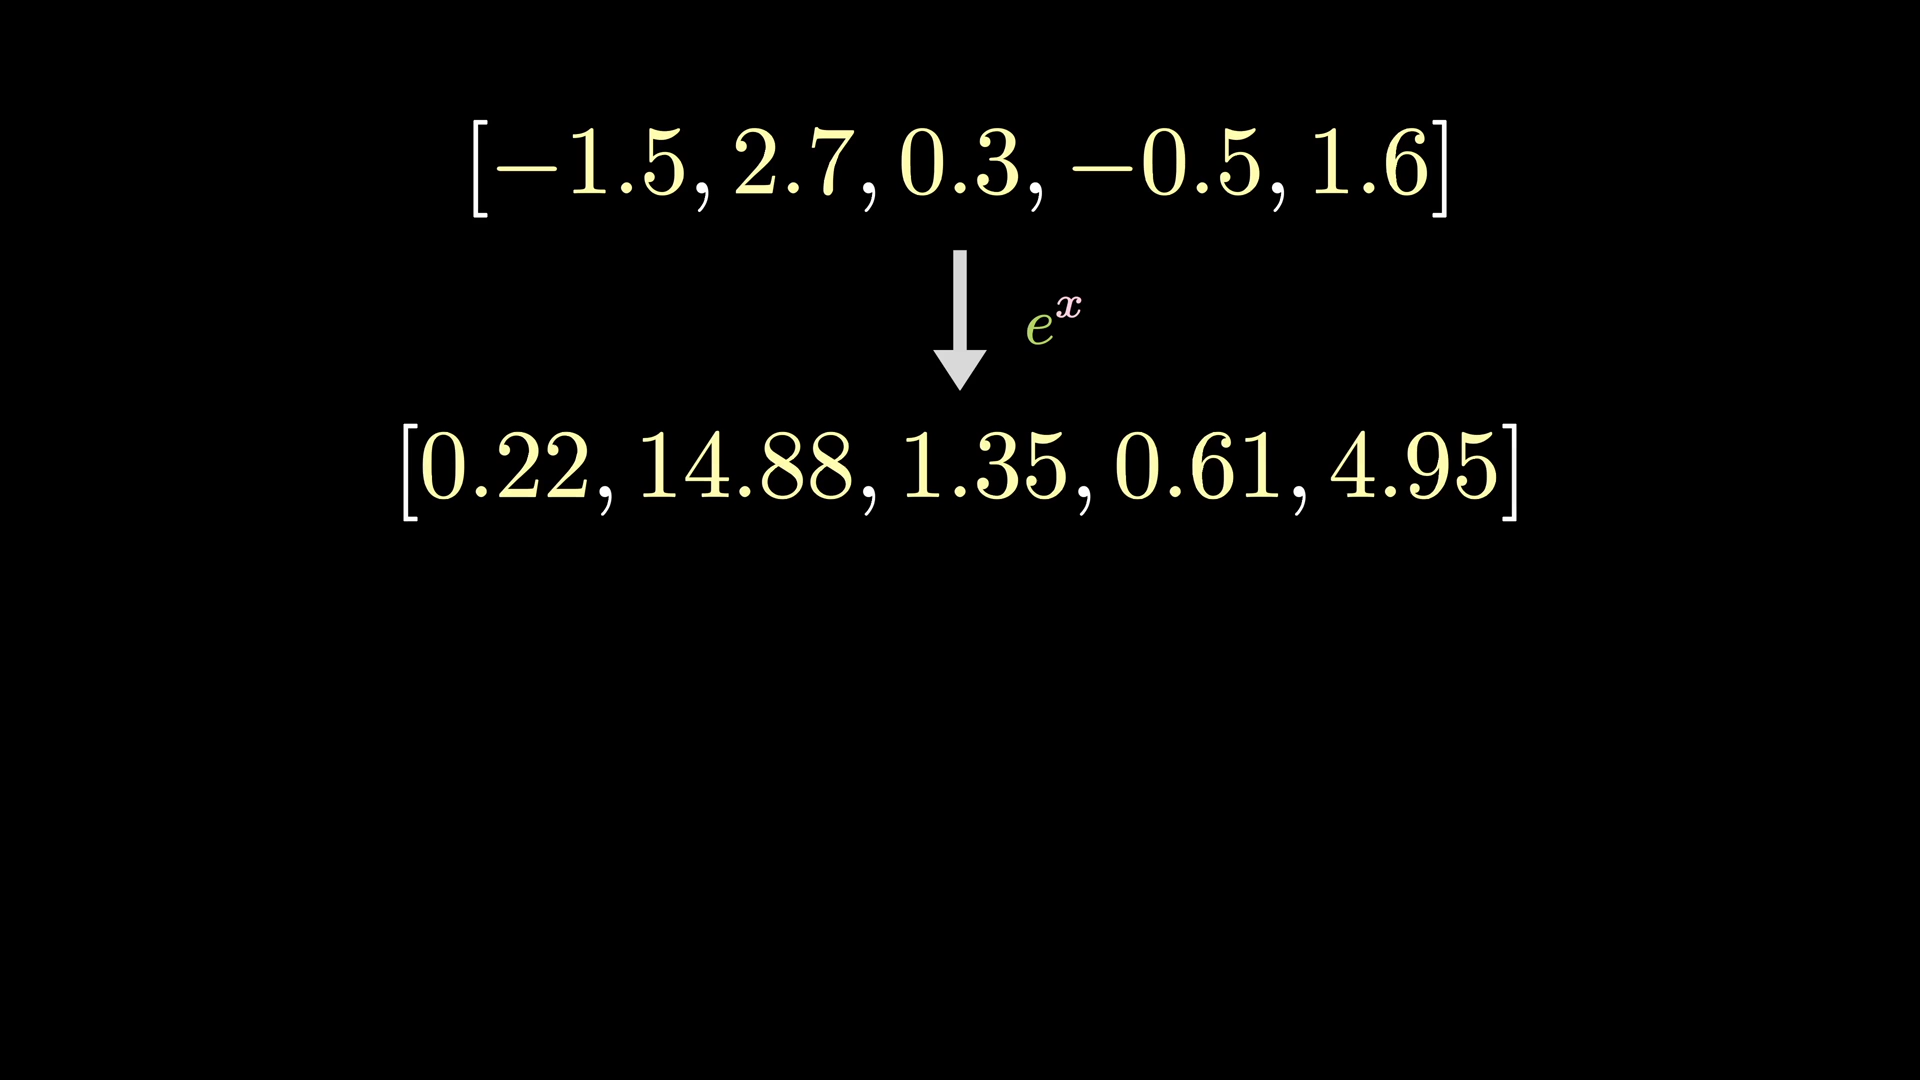 [−1.5, 2.7, 0.3, −0.5, 1.6]
eˣ
[0.22, 14.88, 1.35, 0.61, 4.95]